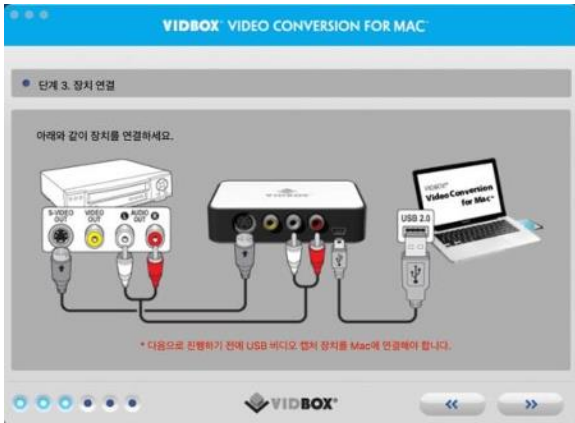 VIDBOX™ VIDEO CONVERSION FOR MAC™
단계 3. 장치 연결
아래와 같이 장치를 연결하세요.
S-VIDEO OUT
VIDEO OUT
L AUDIO OUT R
VIDBOX
USB 2.0
VIDBOX™
Video Conversion
for Mac™
* 다음으로 진행하기 전에 USB 비디오 캡처 장치를 Mac에 연결해야 합니다.
VIDBOX®